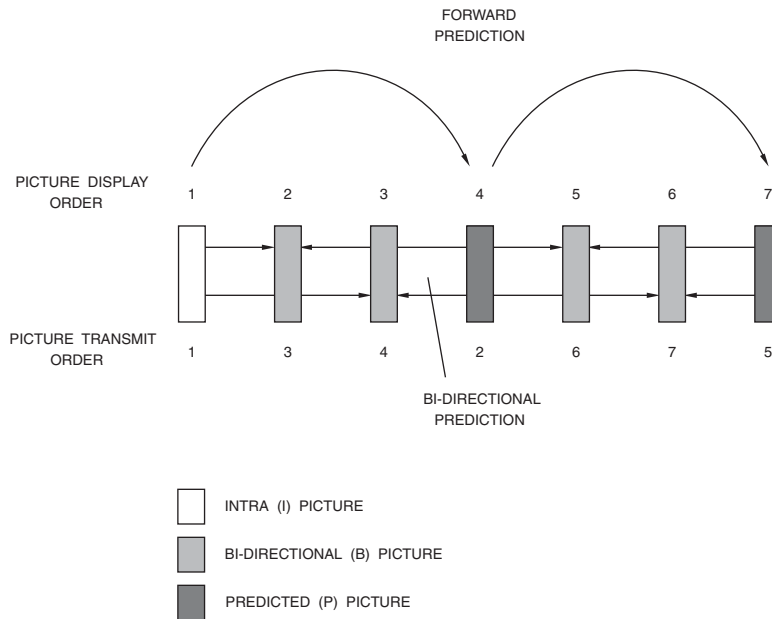 FORWARD
PREDICTION
PICTURE DISPLAY
ORDER
1 2 3 4 5 6 7
PICTURE TRANSMIT
ORDER
1 3 4 2 6 7 5
BI-DIRECTIONAL
PREDICTION
INTRA (I) PICTURE
BI-DIRECTIONAL (B) PICTURE
PREDICTED (P) PICTURE